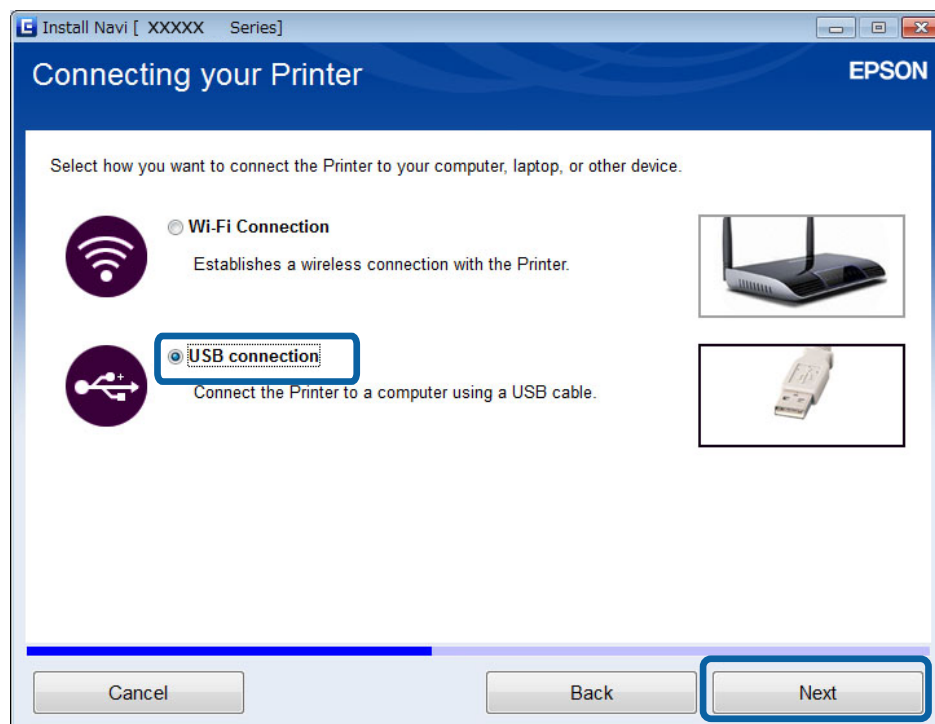 Install Navi [ XXXXX Series]
Connecting your Printer
EPSON
Select how you want to connect the Printer to your computer, laptop, or other device.
Wi-Fi Connection
Establishes a wireless connection with the Printer.
USB connection
Connect the Printer to a computer using a USB cable.
Cancel
Back
Next